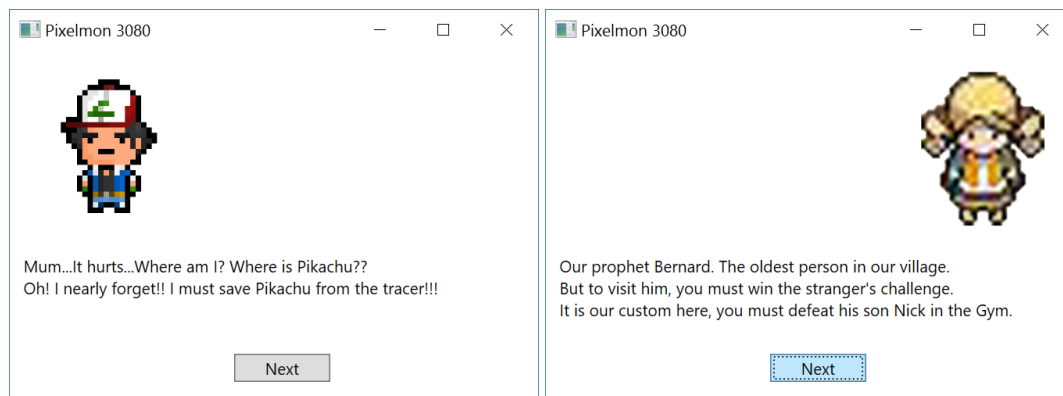 Pixelmon 3080
Mum...It hurts...Where am I? Where is Pikachu??
Oh! I nearly forget!! I must save Pikachu from the tracer!!!
Next
Pixelmon 3080
Our prophet Bernard. The oldest person in our village.
But to visit him, you must win the stranger's challenge.
It is our custom here, you must defeat his son Nick in the Gym.
Next